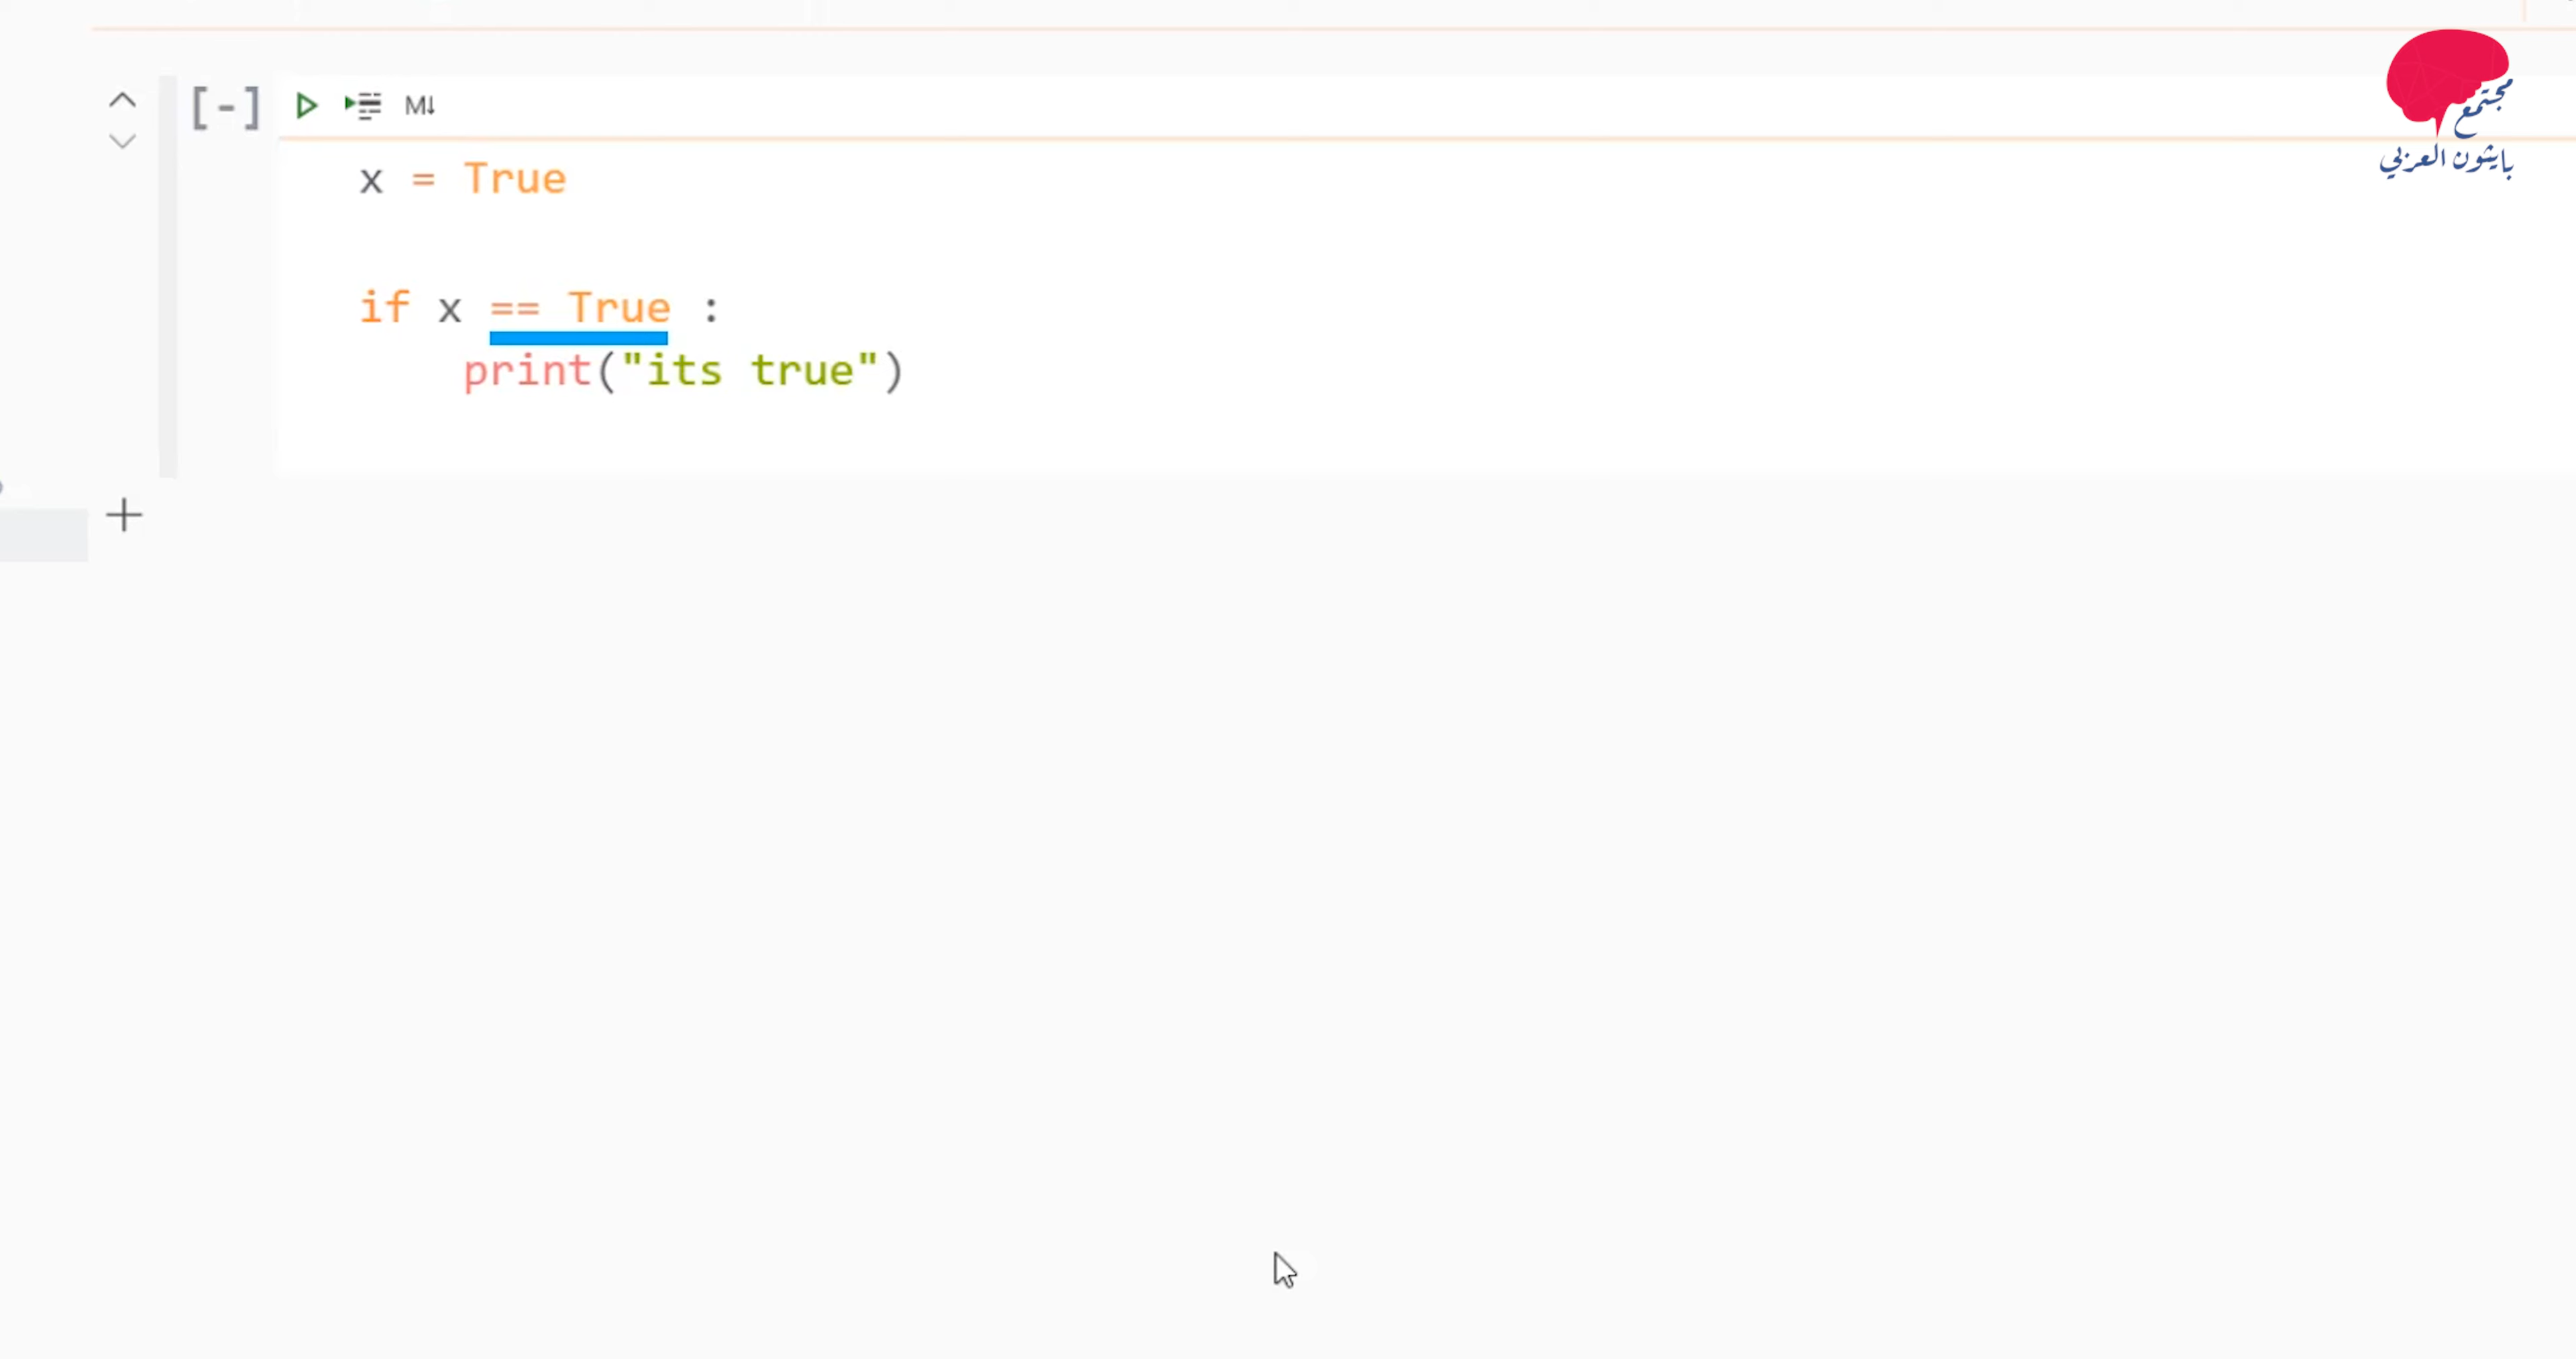 [-] M↓
x = True
if x == True :
    print("its true")
مجتمع
بايثون العربي